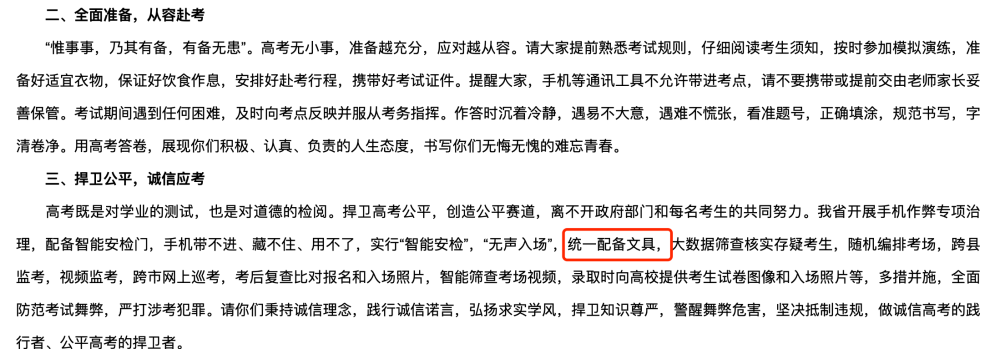 二、全面准备，从容赴考
“惟事事，乃其有备，有备无患”。高考无小事，准备越充分，应对越从容。请大家提前熟悉考试规则，仔细阅读考生须知，按时参加模拟演练，准
备好适宜衣物，保证好饮食作息，安排好赴考行程，携带好考试证件。提醒大家，手机等通讯工具不允许带进考点，请不要携带或提前交由老师家长妥
善保管。考试期间遇到任何困难，及时向考点反映并服从考务指挥。作答时沉着冷静，遇易不大意，遇难不慌张，看准题号，正确填涂，规范书写，字
清卷净。用高考答卷，展现你们积极、认真、负责的人生态度，书写你们无悔无愧的难忘青春。
三、捍卫公平，诚信应考
高考既是对学业的测试，也是对道德的检阅。捍卫高考公平，创造公平赛道，离不开政府部门和每名考生的共同努力。我省开展手机作弊专项治
理，配备智能安检门，手机带不进、藏不住、用不了，实行“智能安检”，“无声入场”，统一配备文具，大数据筛查核实存疑考生，随机编排考场，跨县
监考，视频监考，跨市网上巡考，考后复查比对报名和入场照片，智能筛查考场视频，录取时向高校提供考生试卷图像和入场照片等，多措并施，全面
防范考试舞弊，严打涉考犯罪。请你们秉持诚信理念，践行诚信诺言，弘扬求实学风，捍卫知识尊严，警醒舞弊危害，坚决抵制违规，做诚信高考的践
行者、公平高考的捍卫者。